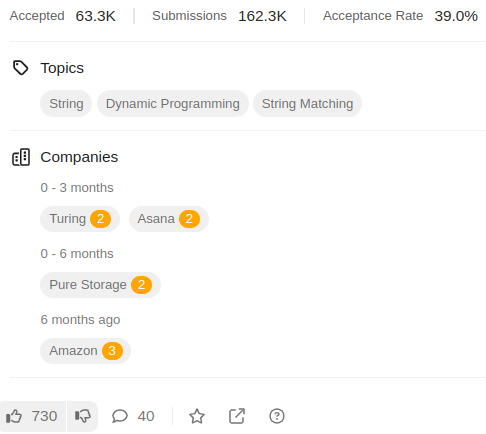 Accepted 63.3K Submissions 162.3K Acceptance Rate 39.0%
Topics
String Dynamic Programming String Matching
Companies
0 - 3 months
Turing 2 Asana 2
0 - 6 months
Pure Storage 2
6 months ago
Amazon 3
730 40